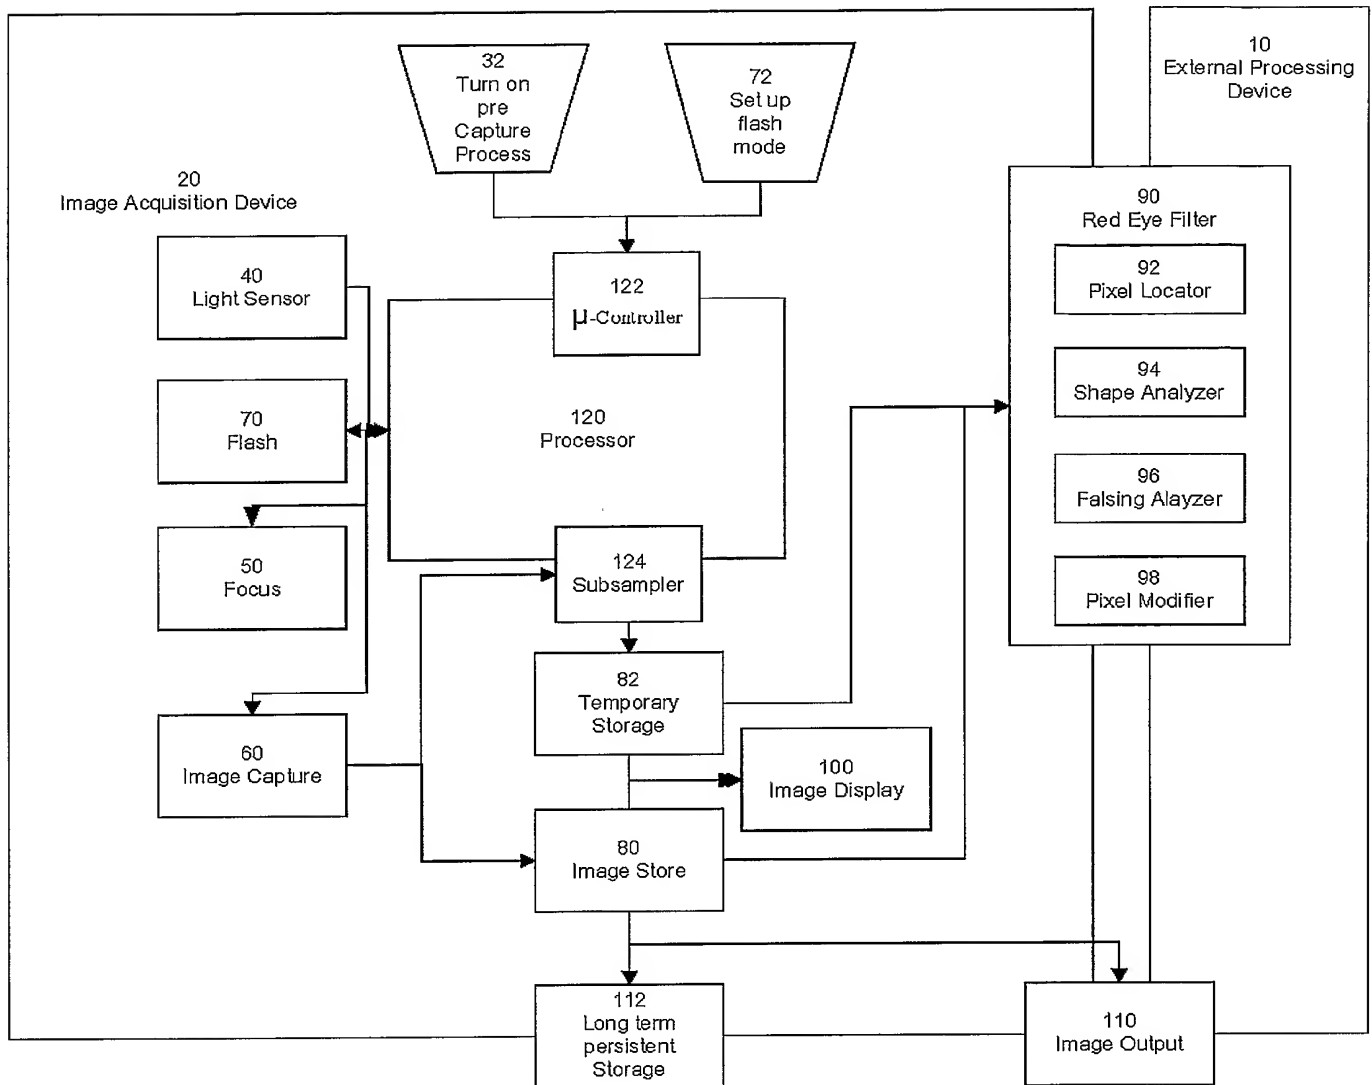 32
Turn on
pre
Capture
Process
72
Set up
flash
mode
10
External Processing
Device
20
Image Acquisition Device
40
Light Sensor
70
Flash
50
Focus
60
Image Capture
122
μ-Controller
120
Processor
124
Subsampler
82
Temporary
Storage
100
Image Display
80
Image Store
112
Long term
persistent
Storage
90
Red Eye Filter
92
Pixel Locator
94
Shape Analyzer
96
Falsing Alayzer
98
Pixel Modifier
110
Image Output